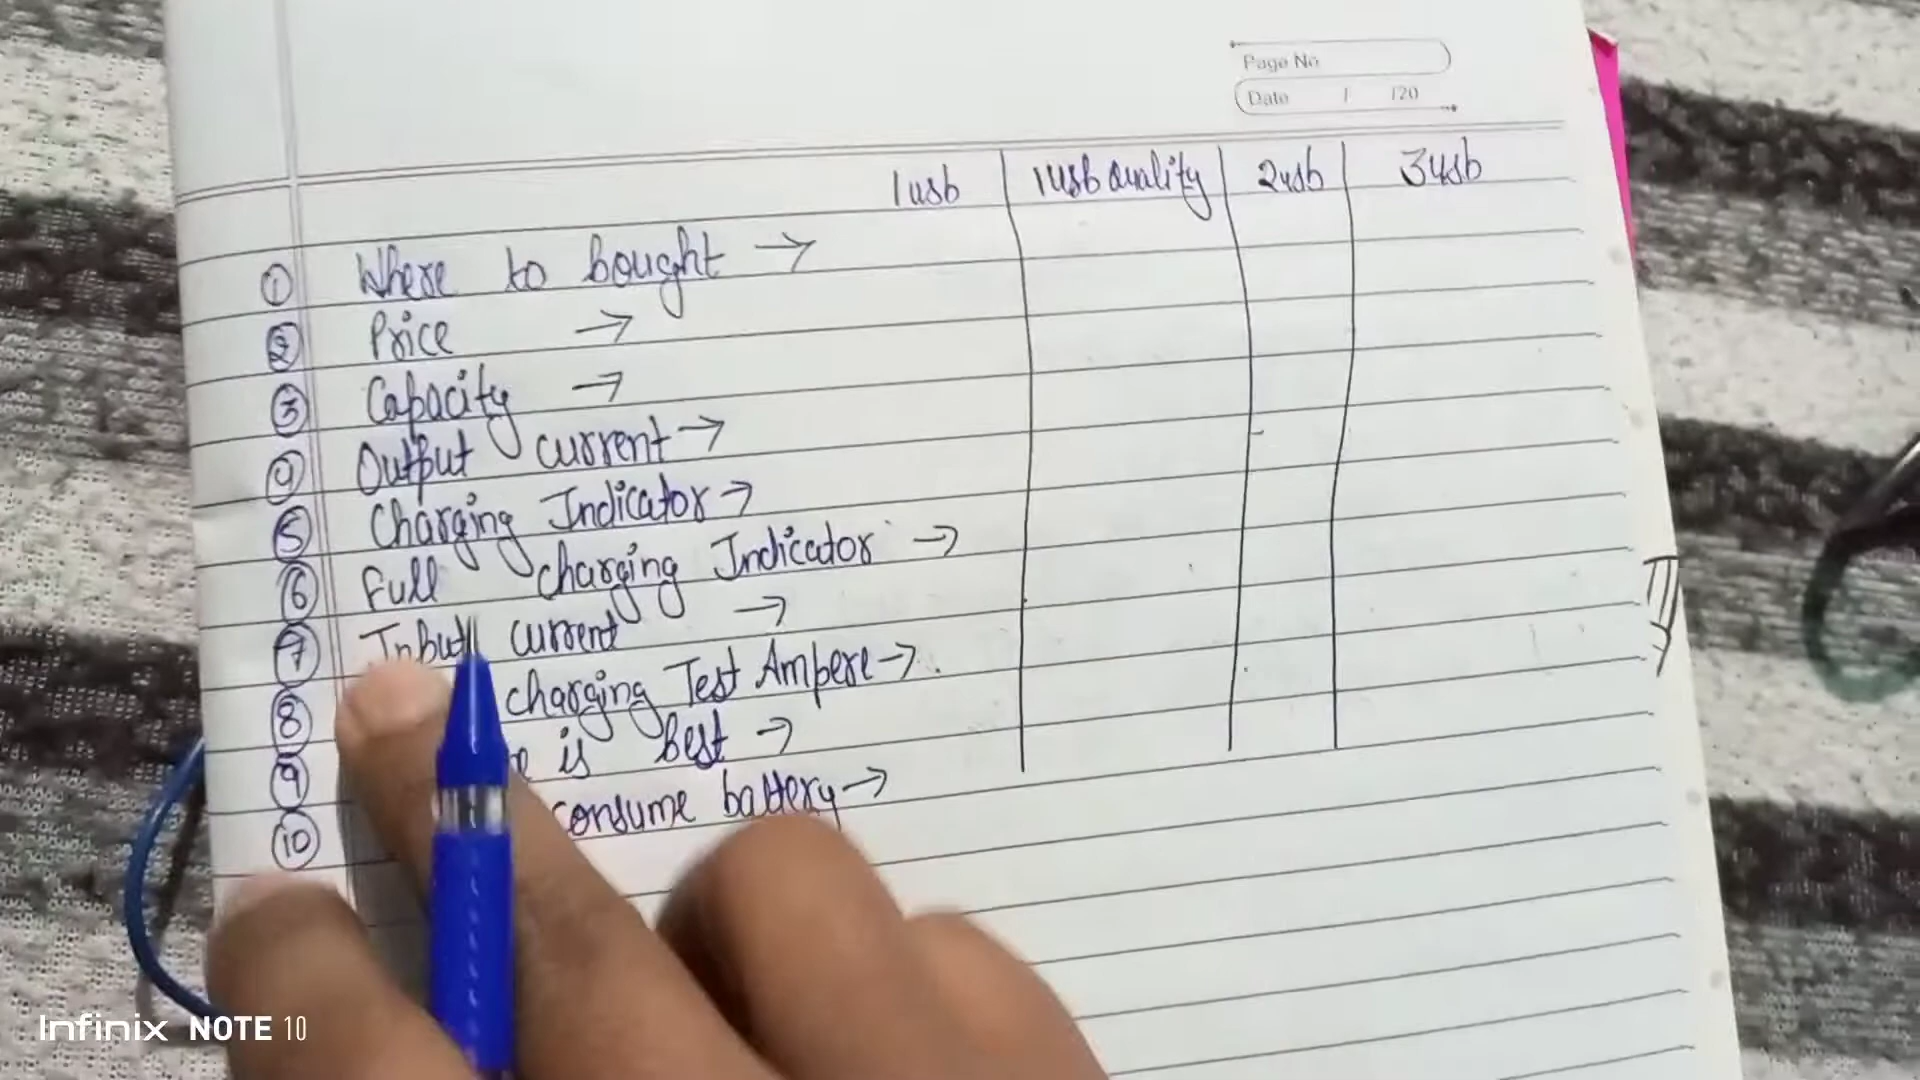 Page No
Date / /20
1usb 1usb quality 2usb 3usb
1 Where to bought →
2 Price →
3 Capacity →
4 Output current →
5 Charging Indicator →
6 Full charging Indicator →
7 Input current →
8 charging Test Ampere →
9 is best →
10 consume battery →
Infinix NOTE 10